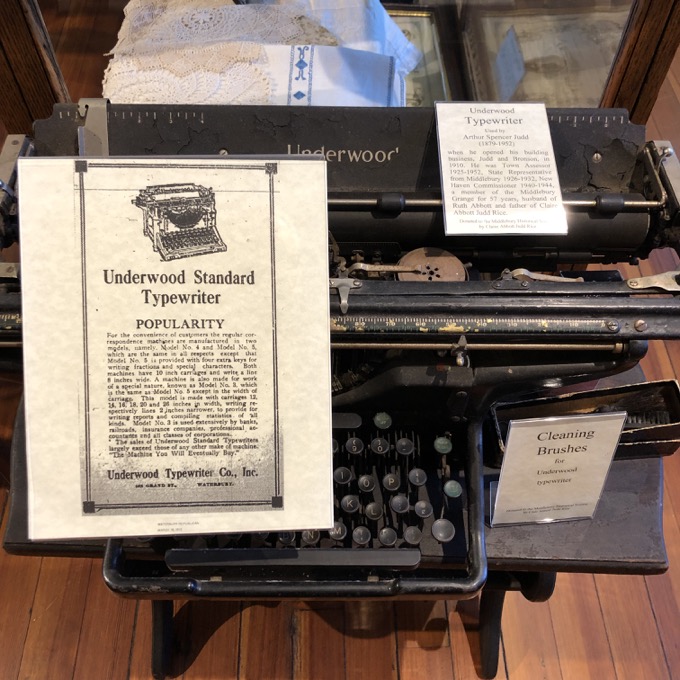 Underwood
Underwood
Typewriter
Used by:
Arthur Spencer Judd
(1879-1952)
when he opened his building
business, Judd and Bronson, in
1910. He was Town Assessor
1925-1952, State Representative
from Middlebury 1926-1932, New
Haven Commissioner 1940-1944,
a member of the Middlebury
Grange for 57 years, husband of
Ruth Abbott and father of Claire
Abbott Judd Rice.
Underwood Standard
Typewriter
POPULARITY
For the convenience of customers the regular cor-
respondence machines are manufactured in two
models, namely, Model No. 4 and Model No. 5,
which are the same in all respects except that
Model No. 5 is provided with four extra keys for
writing fractions and special characters. Both
machines have 10 inch carriages and write a line
8 inches wide. A machine is also made for work
of a special nature, known as Model No. 3, which
is the same as Model No. 5 except in the width of
carriage. This model is made with carriages 12,
14, 16, 18, 20 and 26 inches in width, writing re-
spectively lines 2 inches narrower, to provide for
writing reports and compiling statistics of all
kinds. Model No. 3 is used extensively by banks,
railroads, insurance companies, professional ac-
countants and all classes of corporations.
The sales of Underwood Standard Typewriters
largely exceed those of any other make of machine.
"The Machine You Will Eventually Buy."
Underwood Typewriter Co., Inc.
GRAND ST., WATERBURY.
Cleaning
Brushes
for
Underwood
typewriter
9 0
O P